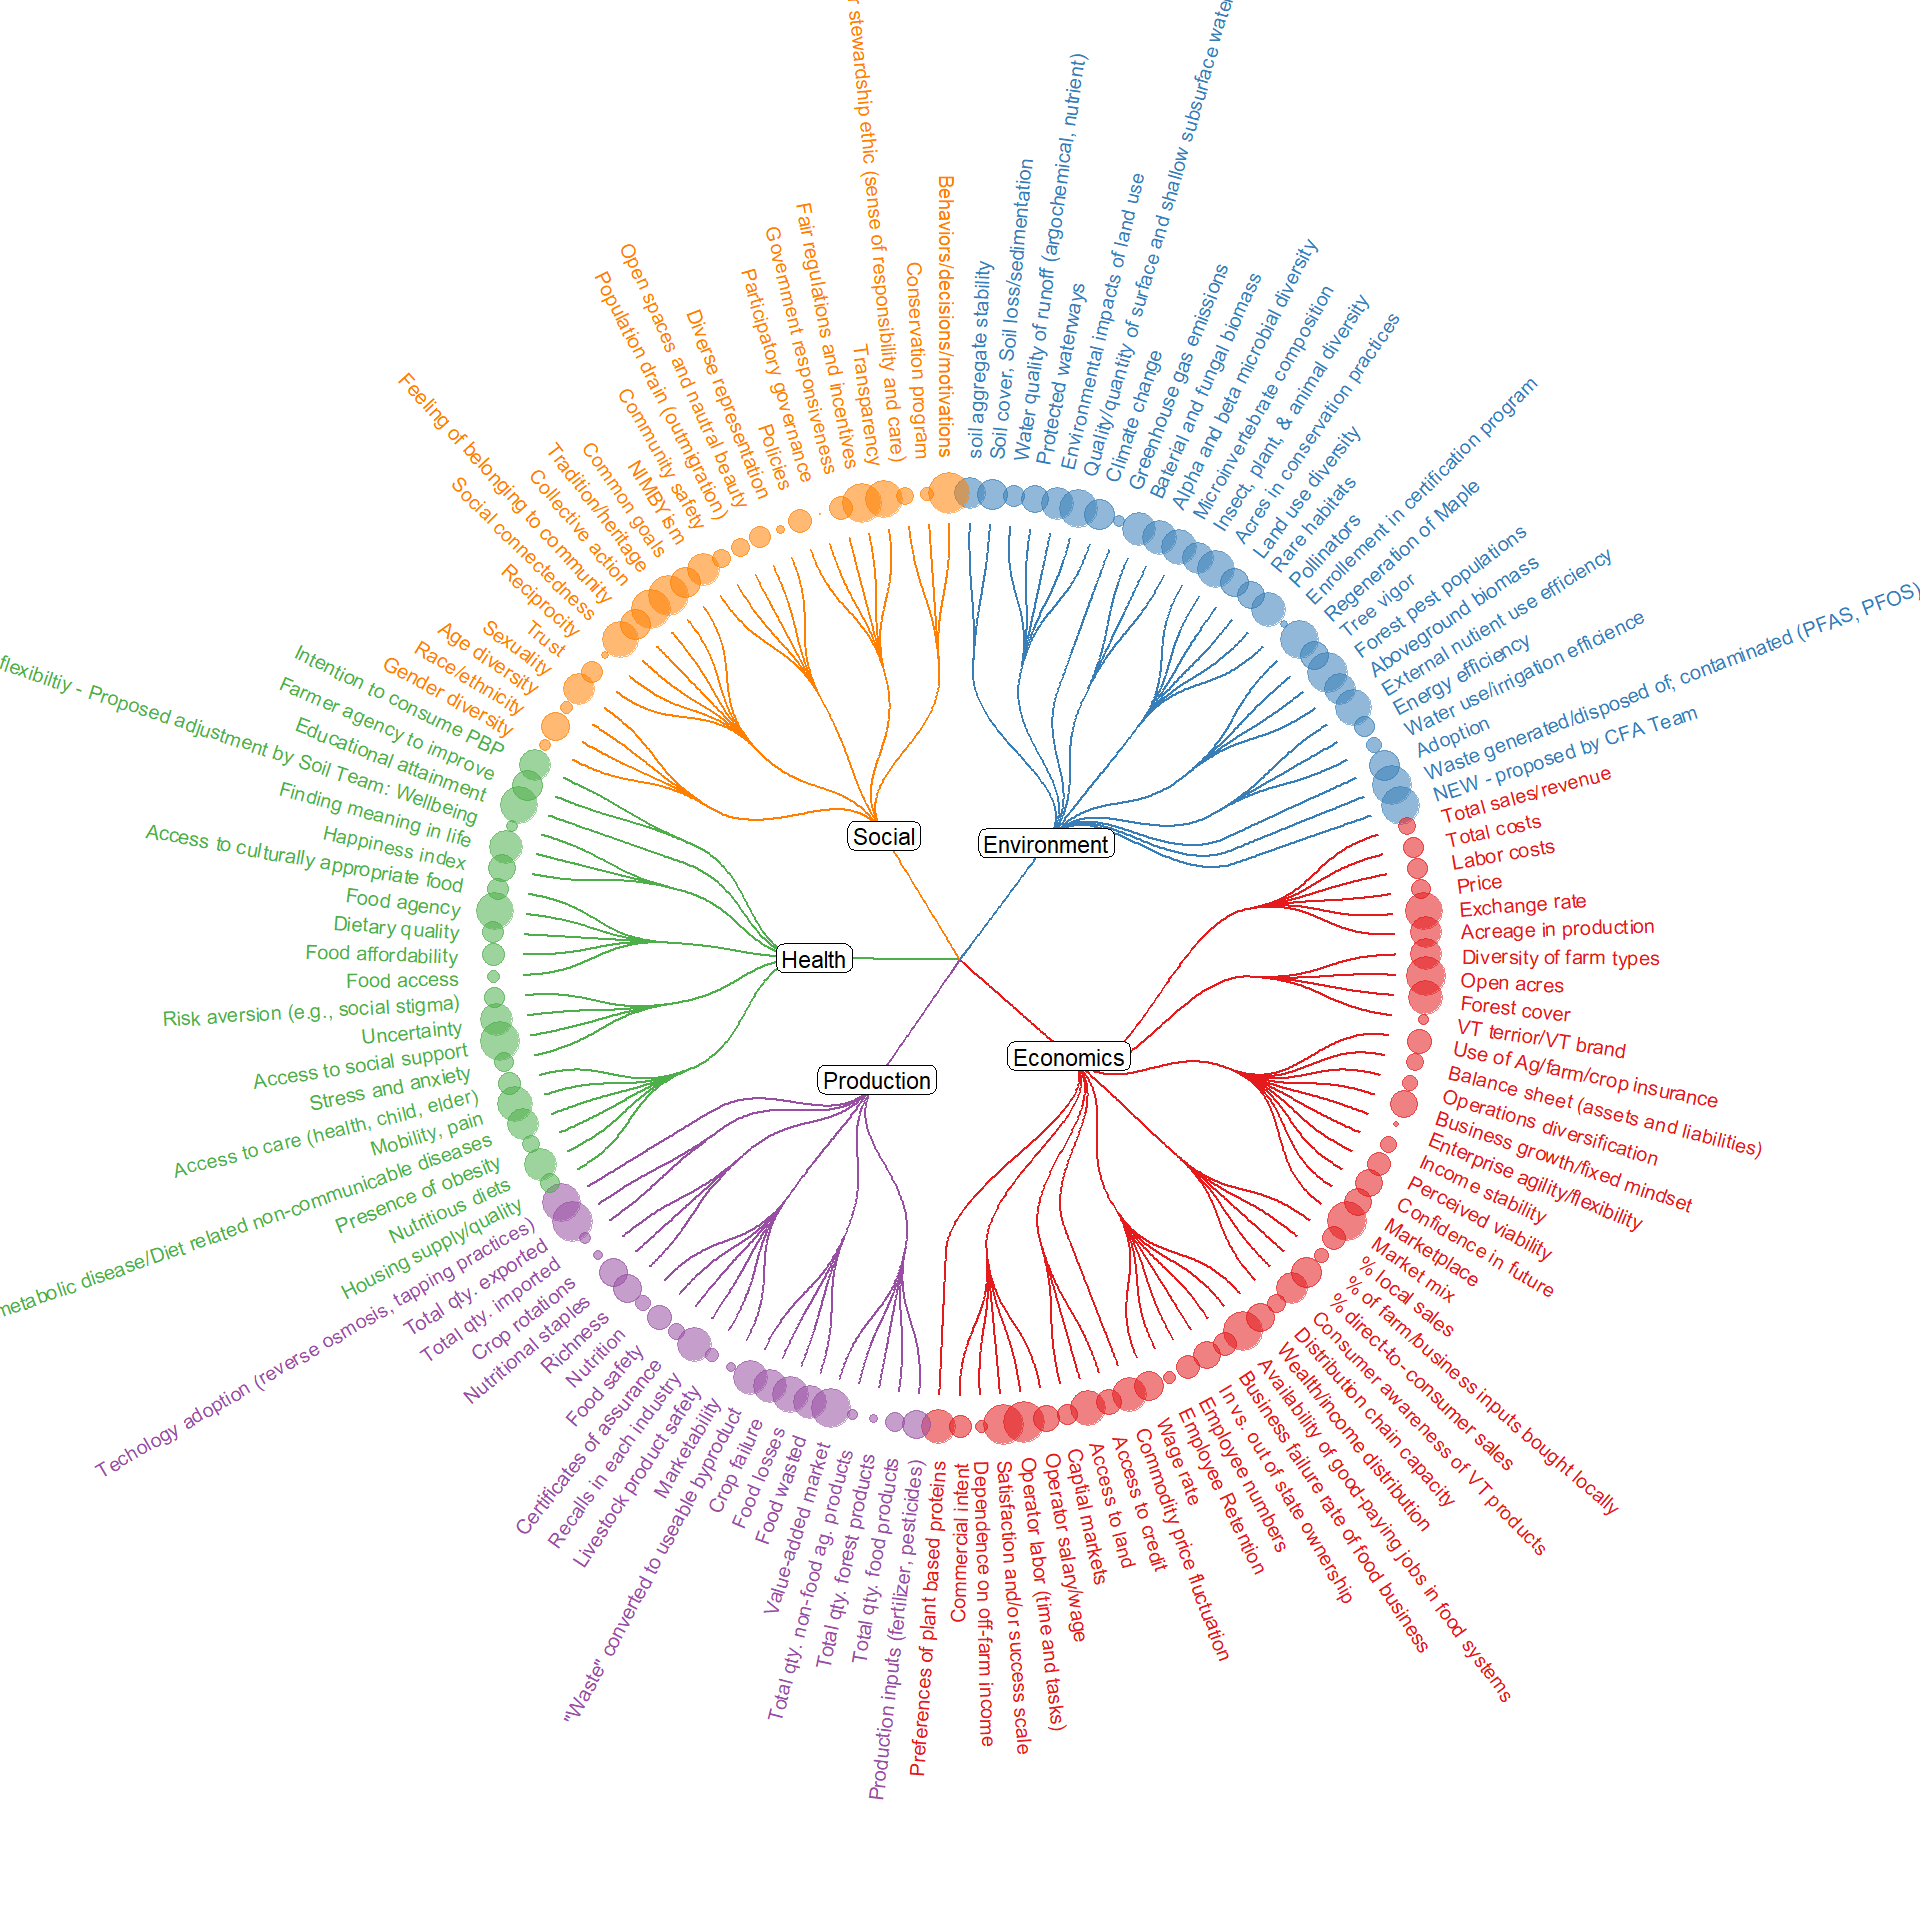 Social
Environment
Health
Economics
Production
soil aggregate stability
Soil cover, Soil loss/sedimentation
Water quality of runoff (argochemical, nutrient)
Protected waterways
Environmental impacts of land use
Quality/quantity of surface and shallow subsurface water
Climate change
Greenhouse gas emissions
Baterial and fungal biomass
Alpha and beta microbial diversity
Microinvertebrate composition
Insect, plant, & animal diversity
Acres in conservation practices
Land use diversity
Rare habitats
Pollinators
Enrollement in certification program
Regeneration of Maple
Tree vigor
Forest pest populations
Aboveground biomass
External nutient use efficiency
Energy efficiency
Water use/irrigation efficience
Adoption
Waste generated/disposed of; contaminated (PFAS, PFOS)
NEW - proposed by CFA Team
Total sales/revenue
Total costs
Labor costs
Price
Exchange rate
Acreage in production
Diversity of farm types
Open acres
Forest cover
VT terrior/VT brand
Use of Ag/farm/crop insurance
Balance sheet (assets and liabilities)
Operations diversification
Business growth/fixed mindset
Enterprise agility/flexibility
Income stability
Perceived viability
Confidence in future
Marketplace
Market mix
% local sales
% of farm/business inputs bought locally
% direct-to-consumer sales
Consumer awareness of VT products
Distribution chain capacity
Wealth/income distribution
Availability of good-paying jobs in food systems
Business failure rate of food business
In vs. out of state ownership
Employee numbers
Employee Retention
Wage rate
Commodity price fluctuation
Access to credit
Access to land
Captial markets
Operator salary/wage
Operator labor (time and tasks)
Satisfaction and/or success scale
Dependence on off-farm income
Commercial intent
Preferences of plant based proteins
Production inputs (fertilizer, pesticides)
Total qty. food products
Total qty. forest products
Total qty. non-food ag. products
Value-added market
Food wasted
Food losses
Crop failure
"Waste" converted to useable byproduct
Marketability
Livestock product safety
Recalls in each industry
Certificates of assurance
Food safety
Nutrition
Richness
Nutritional staples
Crop rotations
Total qty. imported
Total qty. exported
Techology adoption (reverse osmosis, tapping practices)
Housing supply/quality
Nutritious diets
Presence of obesity
metabolic disease/Diet related non-communicable diseases
Mobility, pain
Access to care (health, child, elder)
Stress and anxiety
Access to social support
Uncertainty
Risk aversion (e.g., social stigma)
Food access
Food affordability
Dietary quality
Food agency
Access to culturally appropriate food
Happiness index
Finding meaning in life
flexibiltiy - Proposed adjustment by Soil Team: Wellbeing
Educational attainment
Farmer agency to improve
Intention to consume PBP
Gender diversity
Race/ethnicity
Age diversity
Sexuality
Trust
Reciprocity
Social connectedness
Feeling of belonging to community
Collective action
Tradition/heritage
Common goals
NIMBYism
Community safety
Population drain (outmigration)
Open spaces and nautral beauty
Diverse representation
Policies
Participatory governance
Government responsiveness
Fair regulations and incentives
Transparency
stewardship ethic (sense of responsibility and care)
Conservation program
Behaviors/decisions/motivations